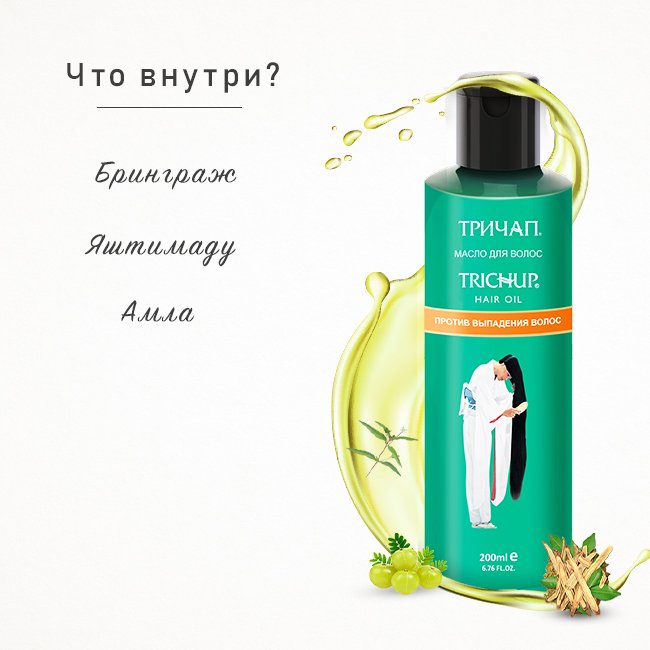 Что внутри?
Бринграж
Яштимаду
Амла
ТРИЧАП®
МАСЛО ДЛЯ ВОЛОС
TRICHUP®
HAIR OIL
ПРОТИВ ВЫПАДЕНИЯ ВОЛОС
200ml e
6.76 FL.OZ.